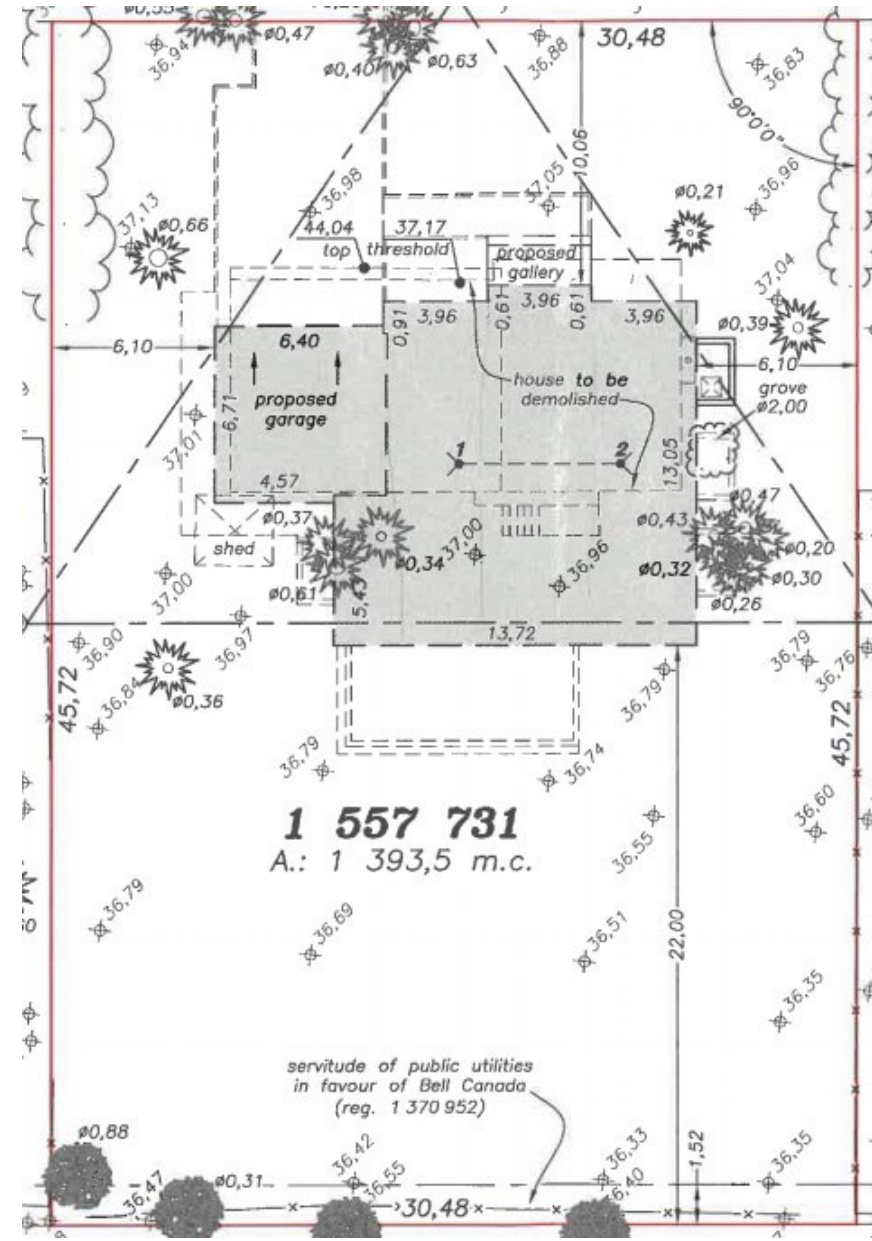 ø0,47
ø0,40
ø0,63
36,94
36,88
30,48
36,83
90°0'0"
10,06
37,13
ø0,66
36,98
37,05
ø0,21
36,96
44,04
37,17
top
threshold
proposed
gallery
37,04
3,96
3,96
3,96
0,91
0,61
0,61
ø0,39
6,10
6,40
6,10
proposed
garage
6,71
house to be
demolished
grove
ø2,00
37,01
1
2
13,05
4,57
ø0,37
shed
ø0,34
37,00
36,96
ø0,43
ø0,47
ø0,20
ø0,32
ø0,30
ø0,26
37,00
ø0,61
5,43
36,97
13,72
36,90
36,84
ø0,36
36,79
36,79
36,76
45,72
45,72
36,79
36,74
1 557 731
A.: 1 393,5 m.c.
36,60
36,55
36,79
36,69
36,51
22,00
36,35
servitude of public utilities
in favour of Bell Canada
(reg. 1 370 952)
ø0,88
36,47
ø0,31
36,42
36,55
30,48
36,33
1,52
36,35